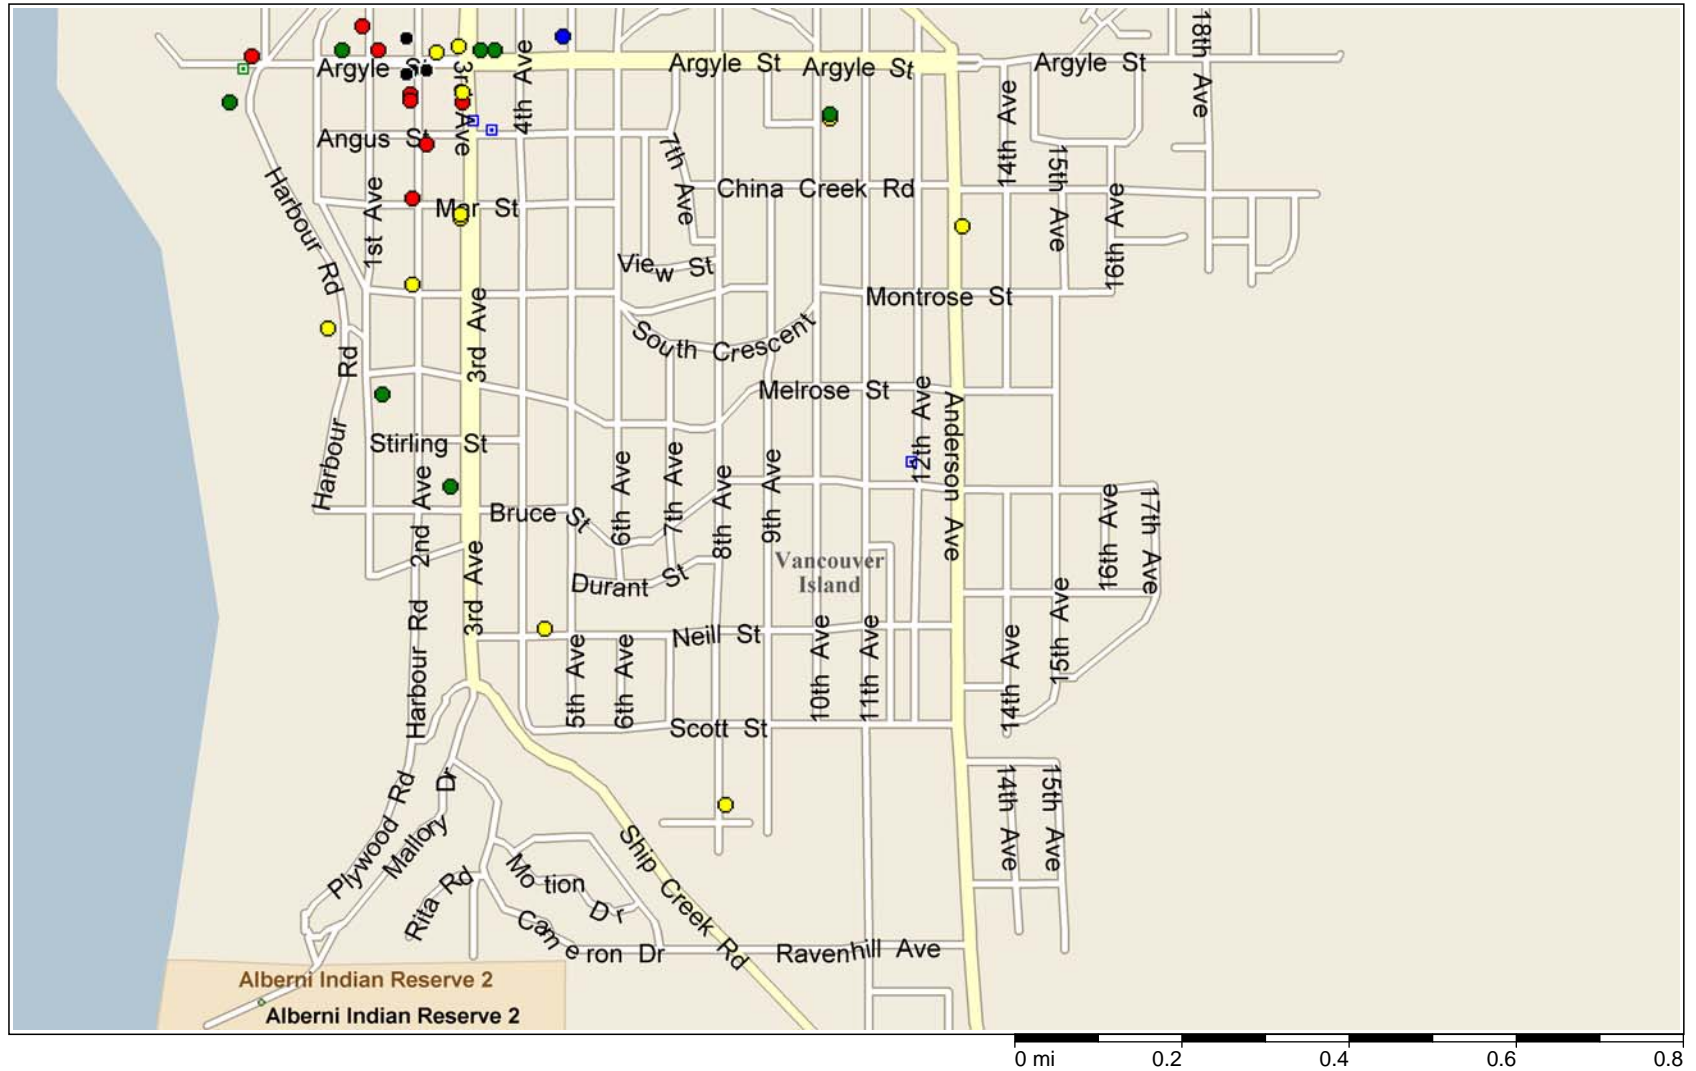 18th Ave
Argyle St
Argyle St
Argyle St
Argyle St
3rd Ave
4th Ave
Angus St
14th Ave
7th Ave
15th Ave
China Creek Rd
Harbour Rd
1st Ave
Mar St
16th Ave
View St
Montrose St
South Crescent
3rd Ave
Rd
Melrose St
12th Ave
Anderson Ave
Harbour
Stirling St
2nd Ave
6th Ave
7th Ave
8th Ave
9th Ave
16th Ave
17th Ave
Bruce St
Vancouver
Island
Durant St
3rd Ave
Harbour Rd
Neill St
5th Ave
6th Ave
10th Ave
11th Ave
14th Ave
15th Ave
Scott St
Plywood Rd
Mallory Dr
14th Ave
15th Ave
Rita Rd
Motion Dr
Ship Creek Rd
Cameron Dr
Ravenhill Ave
Alberni Indian Reserve 2
Alberni Indian Reserve 2
0 mi 0.2 0.4 0.6 0.8